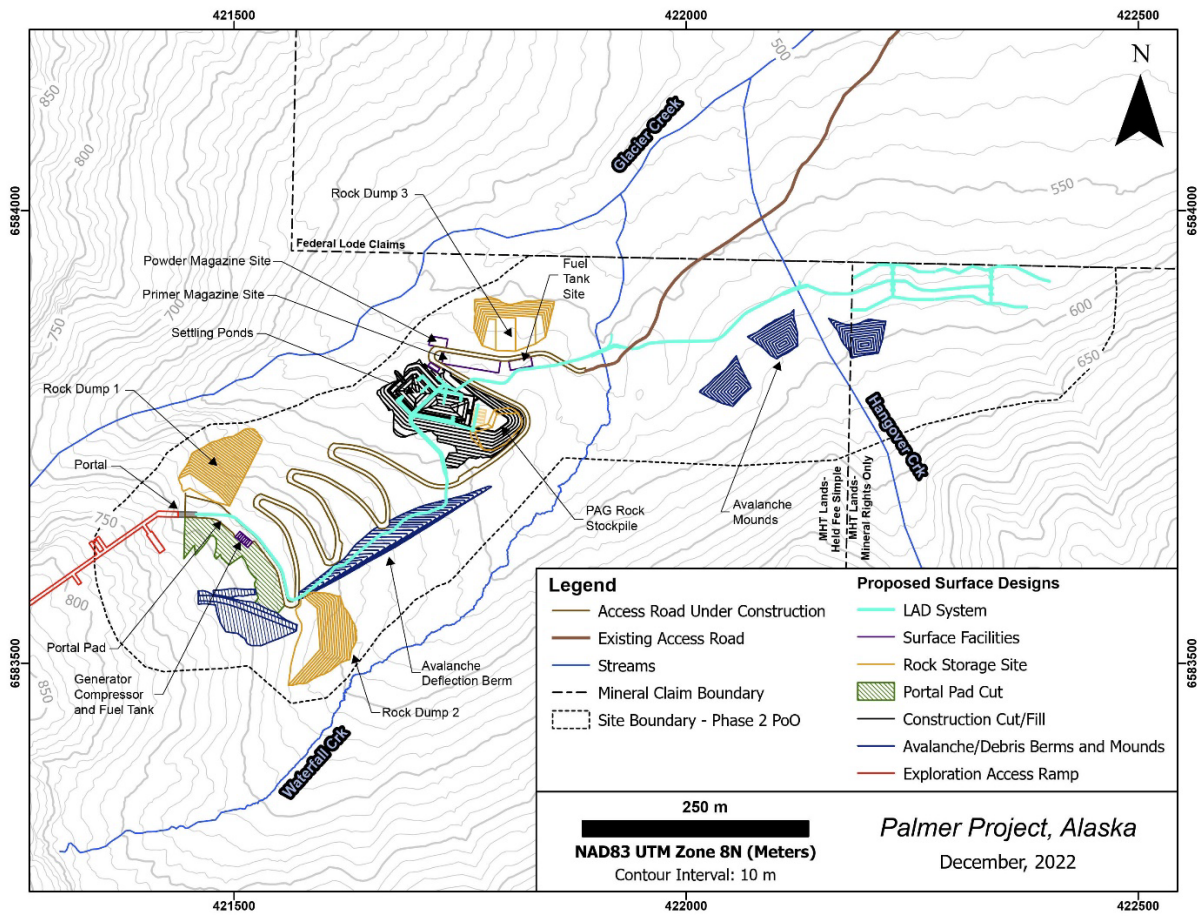 421500
422000
422500
500
850
800
850
N
Glacier Creek
550
6584000
6584000
Rock Dump 3
Federal Lode Claims
Powder Magazine Site
Fuel
Tank
Site
Primer Magazine Site
700
600
Settling Ponds
750
650
Rock Dump 1
Hangover Crk
Portal
PAG Rock
Stockpile
Avalanche
Mounds
MHT Lands-
Held Fee Simple
MHT Lands-
Mineral Rights Only
750
800
Portal Pad
Generator
Compressor
and Fuel Tank
850
Avalanche
Deflection Berm
Rock Dump 2
6583500
6583500
Waterfall Crk
Legend
Access Road Under Construction
Existing Access Road
Streams
Mineral Claim Boundary
Site Boundary - Phase 2 PoO
Proposed Surface Designs
LAD System
Surface Facilities
Rock Storage Site
Portal Pad Cut
Construction Cut/Fill
Avalanche/Debris Berms and Mounds
Exploration Access Ramp
250 m
NAD83 UTM Zone 8N (Meters)
Contour Interval: 10 m
Palmer Project, Alaska
December, 2022
421500
422000
422500